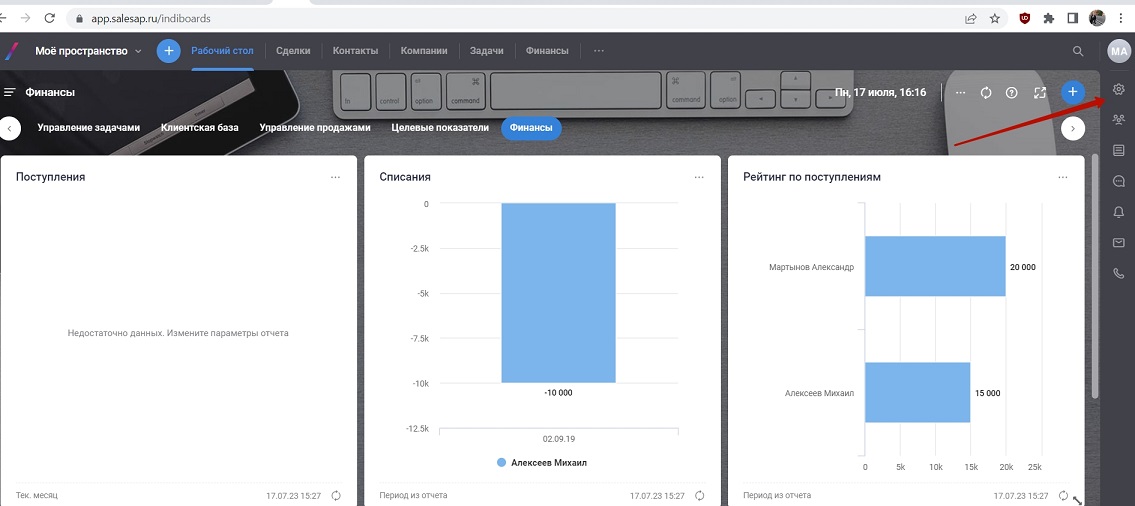 app.salesap.ru/indiboards
Моё пространство
Рабочий стол
Сделки
Контакты
Компании
Задачи
Финансы
MA
Финансы
Пн, 17 июля, 16:16
fn
control
option
command
command
option
Управление задачами
Клиентская база
Управление продажами
Целевые показатели
Финансы
Поступления
Недостаточно данных. Измените параметры отчета
Тек. месяц
17.07.23 15:27
Списания
0
-2.5k
-5k
-7.5k
-10k
-12.5k
-10 000
02.09.19
Алексеев Михаил
Период из отчета
17.07.23 15:27
Рейтинг по поступлениям
Мартынов Александр
20 000
Алексеев Михаил
15 000
0
5k
10k
15k
20k
25k
Период из отчета
17.07.23 15:27